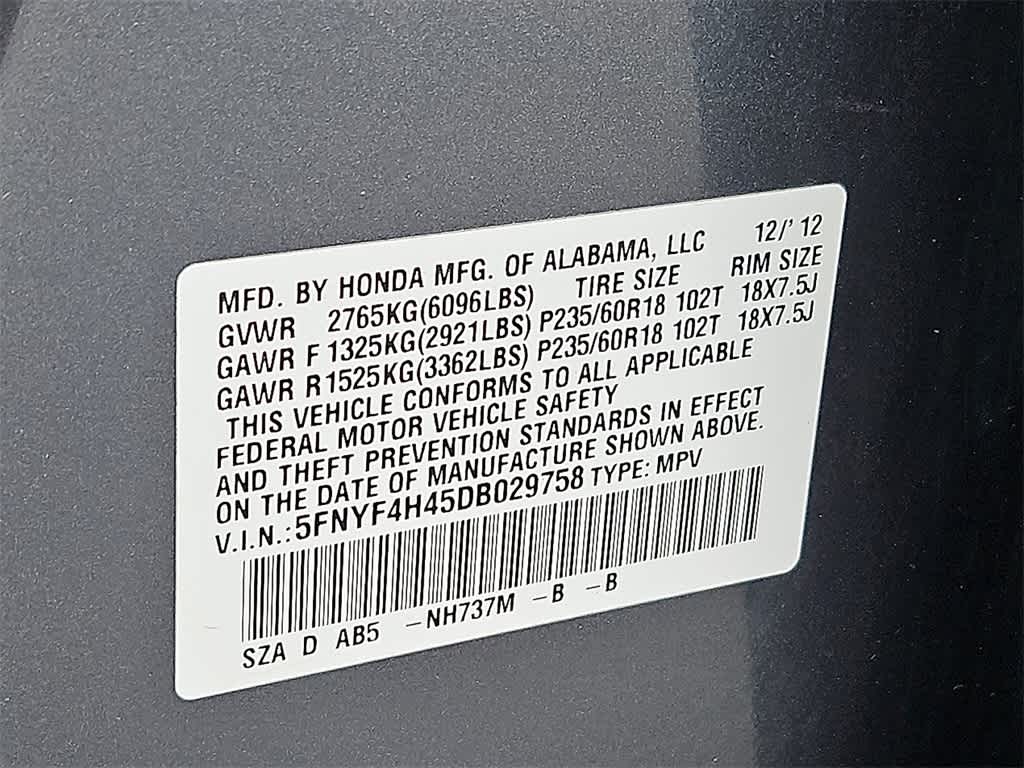 MFD. BY HONDA MFG. OF ALABAMA, LLC 12/' 12
GVWR 2765KG(6096LBS) TIRE SIZE RIM SIZE
GAWR F 1325KG(2921LBS) P235/60R18 102T 18X7.5J
GAWR R1525KG(3362LBS) P235/60R18 102T 18X7.5J
THIS VEHICLE CONFORMS TO ALL APPLICABLE
FEDERAL MOTOR VEHICLE SAFETY
AND THEFT PREVENTION STANDARDS IN EFFECT
ON THE DATE OF MANUFACTURE SHOWN ABOVE.
V.I.N.:5FNYF4H45DB029758 TYPE: MPV
SZA D AB5 -NH737M -B -B